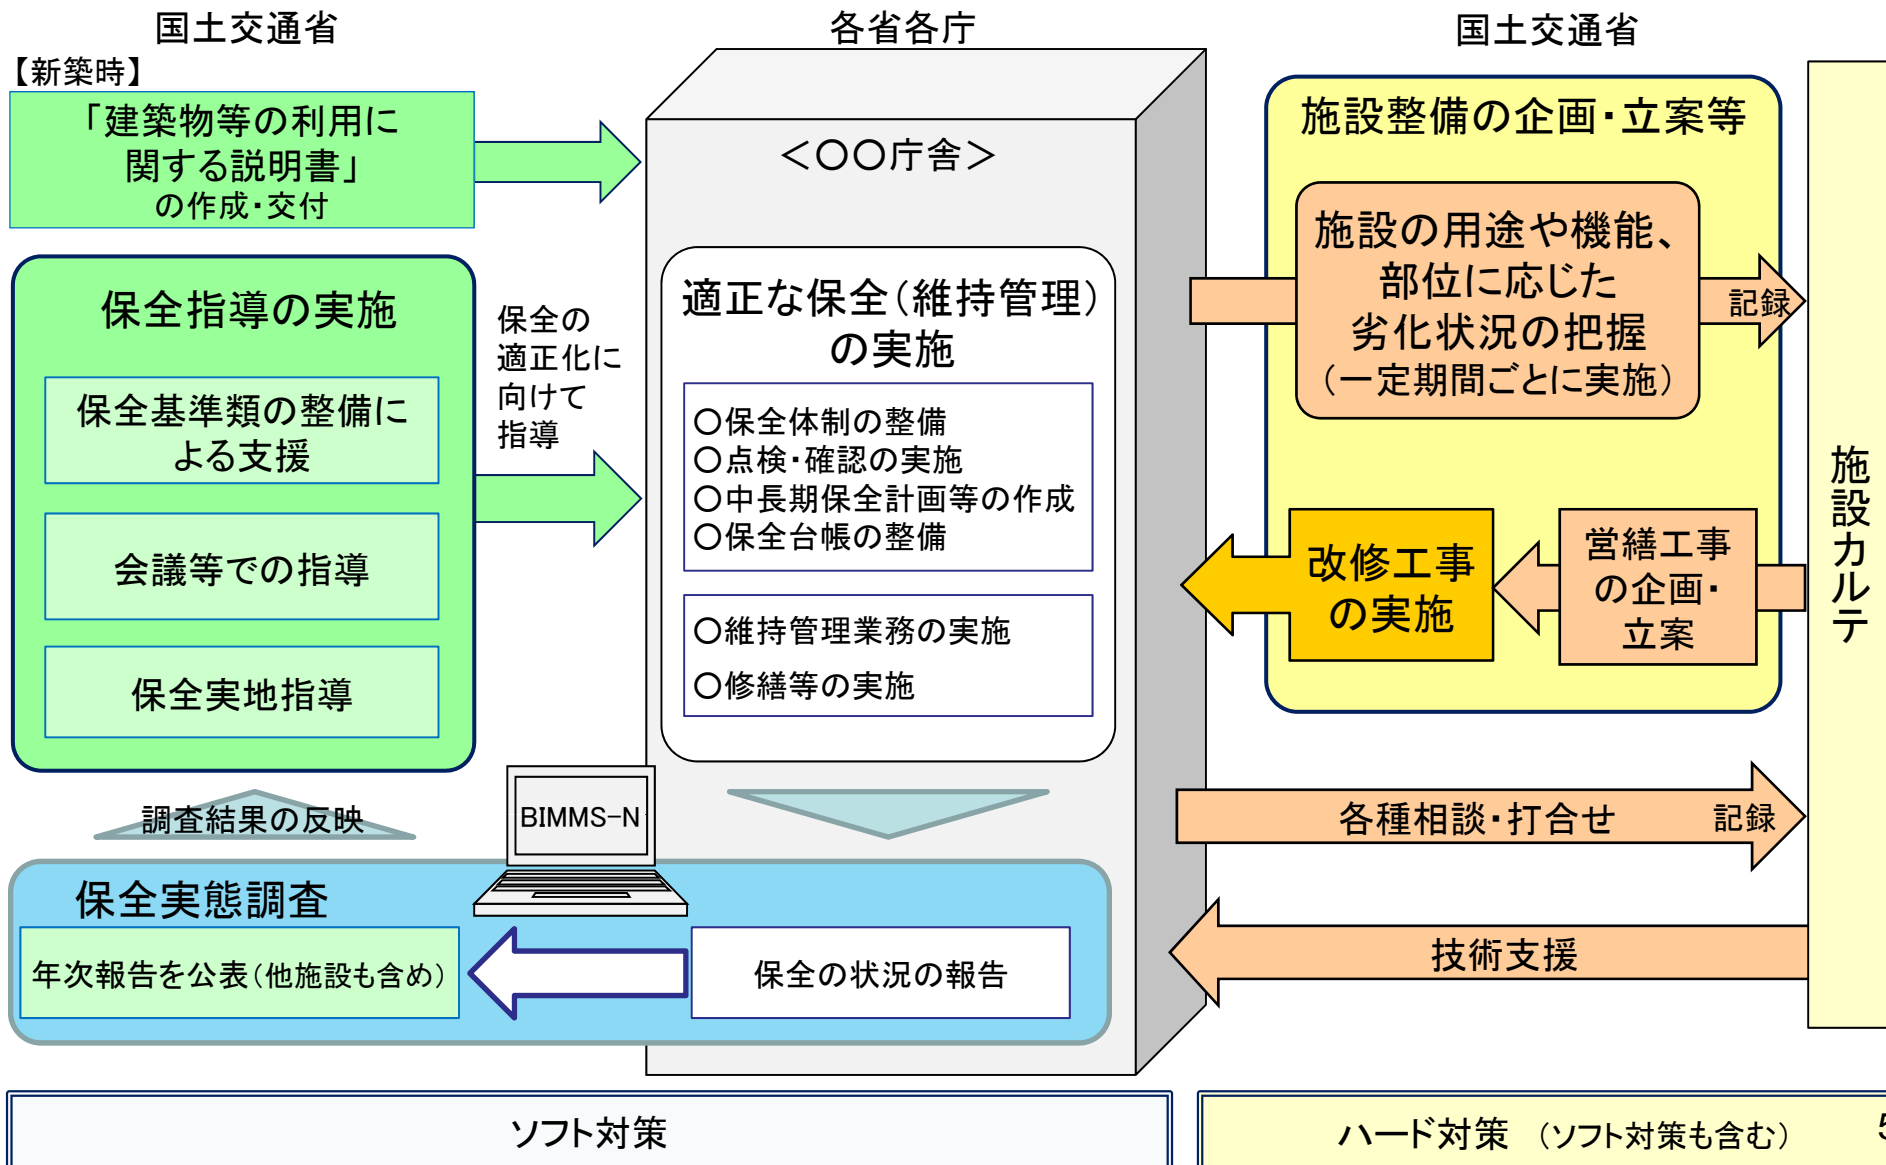 国土交通省
各省各庁
国土交通省
【新築時】
「建築物等の利用に
関する説明書」
の作成・交付
保全指導の実施
保全基準類の整備に
よる支援
会議等での指導
保全実地指導
保全の
適正化に
向けて
指導
調査結果の反映
BIMMS-N
保全実態調査
年次報告を公表(他施設も含め)
保全の状況の報告
<〇〇庁舎>
適正な保全(維持管理)
の実施
〇保全体制の整備
〇点検・確認の実施
〇中長期保全計画等の作成
〇保全台帳の整備
〇維持管理業務の実施
〇修繕等の実施
施設整備の企画・立案等
施設の用途や機能、
部位に応じた
劣化状況の把握
(一定期間ごとに実施)
記録
改修工事
の実施
営繕工事
の企画・
立案
各種相談・打合せ
記録
技術支援
施設カルテ
ソフト対策
ハード対策 (ソフト対策も含む)